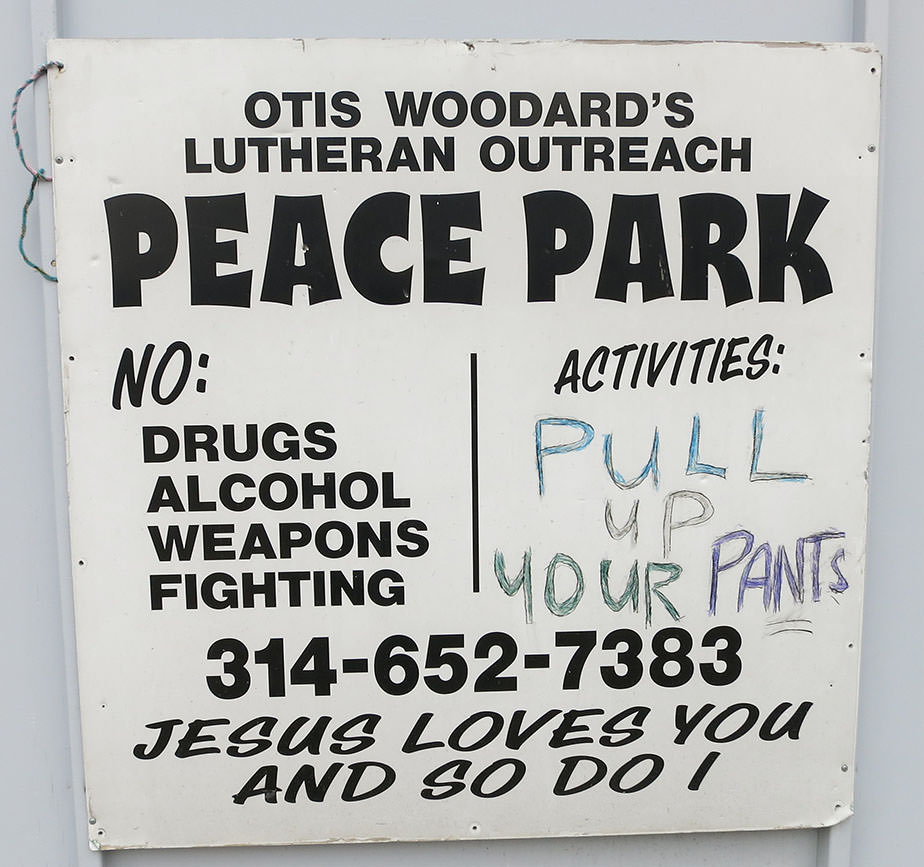 OTIS WOODARD'S
LUTHERAN OUTREACH
PEACE PARK
NO:
DRUGS
ALCOHOL
WEAPONS
FIGHTING
ACTIVITIES:
PULL
UP
YOUR PANTS
314-652-7383
JESUS LOVES YOU
AND SO DO I